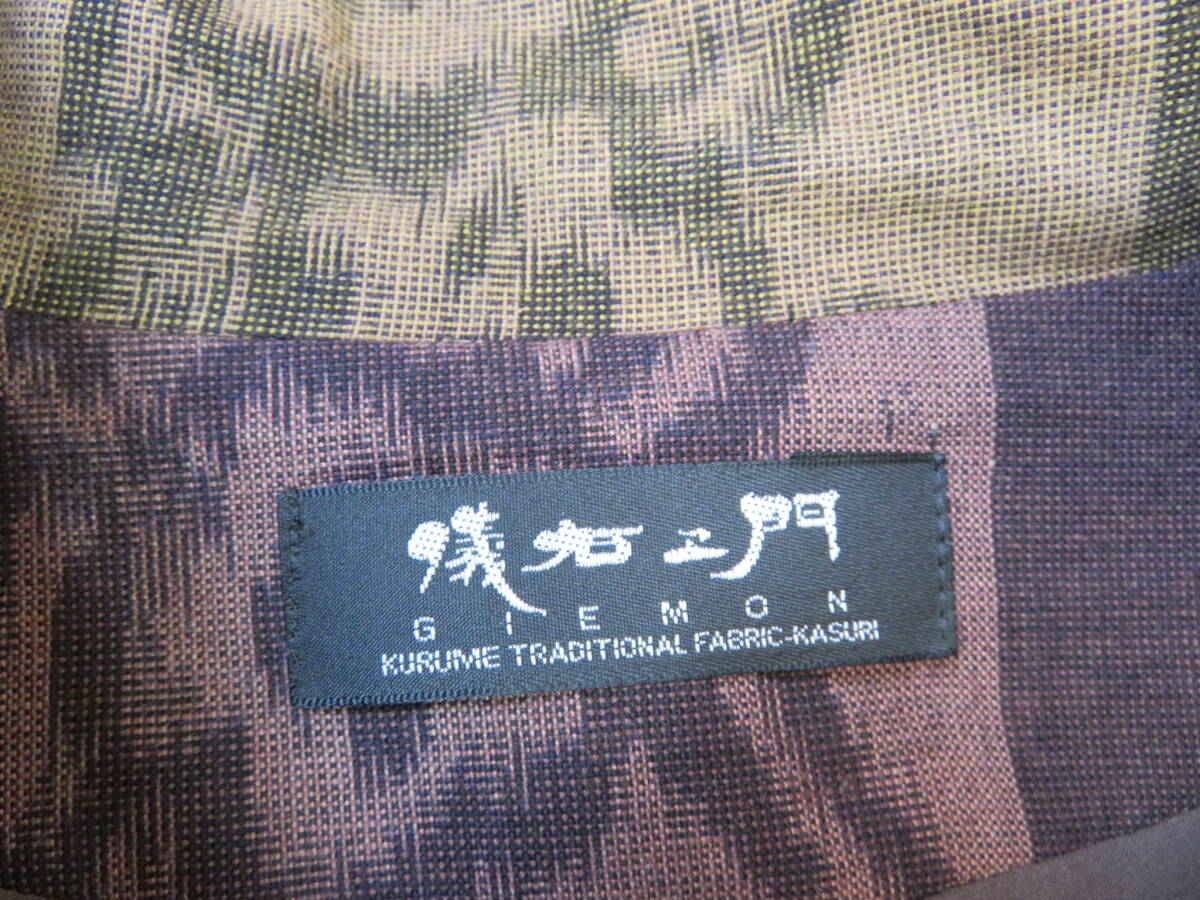 儀右ヱ門
GIEMON
KURUME TRADITIONAL FABRIC-KASURI